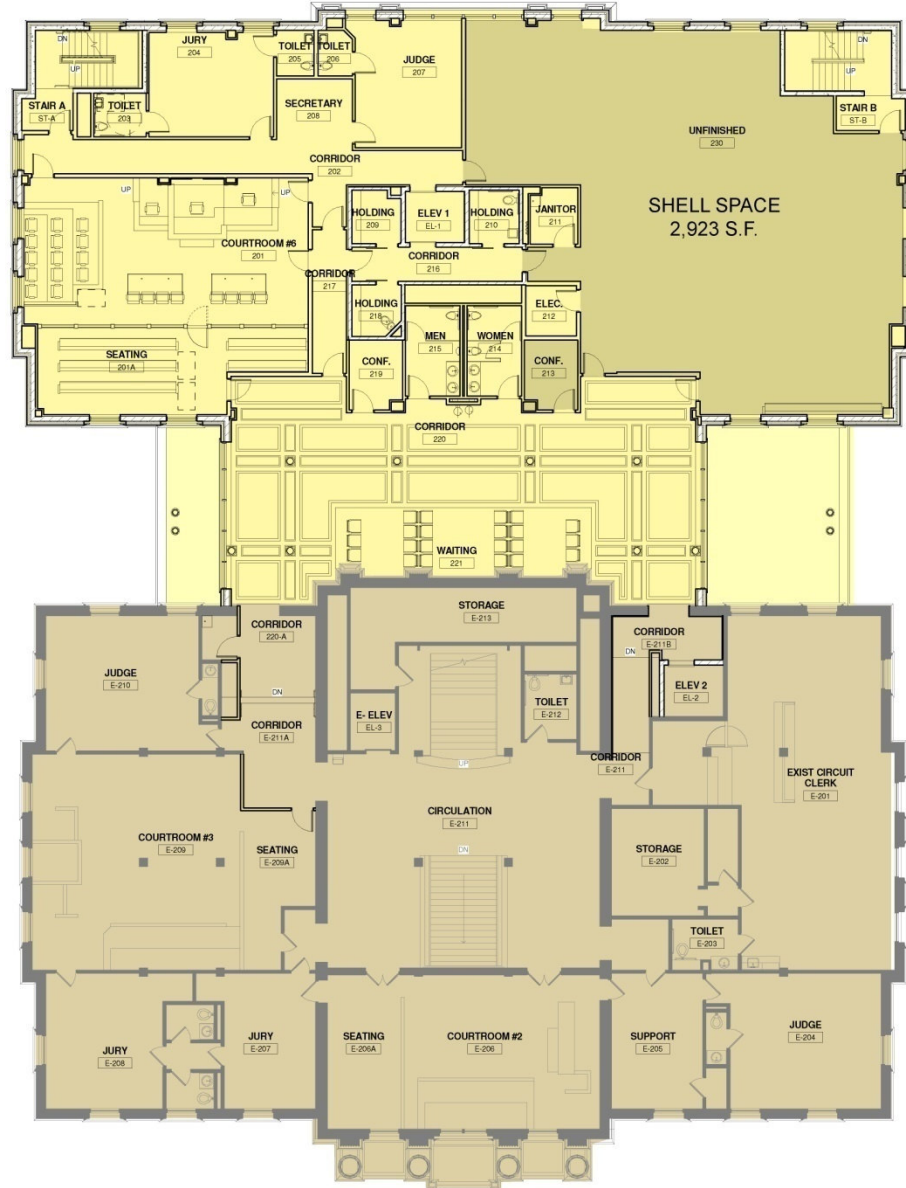 DN
UP
JURY
204
TOILET
205
TOILET
206
JUDGE
207
STAIR A
ST-A
TOILET
203
SECRETARY
208
DN
UP
STAIR B
ST-B
UNFINISHED
230
CORRIDOR
202
SHELL SPACE
2,923 S.F.
UP
UP
COURTROOM #6
201
HOLDING
209
ELEV 1
EL-1
HOLDING
210
JANITOR
211
CORRIDOR
217
CORRIDOR
216
HOLDING
218
ELEC.
212
MEN
215
WOMEN
214
SEATING
201A
CONF.
219
CONF.
213
CORRIDOR
220
WAITING
221
STORAGE
E-213
CORRIDOR
220-A
CORRIDOR
E-211B
DN
JUDGE
E-210
DN
ELEV 2
EL-2
E- ELEV
EL-3
TOILET
E-212
CORRIDOR
E-211A
UP
CORRIDOR
E-211
EXIST CIRCUIT
CLERK
E-201
CIRCULATION
E-211
DN
COURTROOM #3
E-209
SEATING
E-209A
STORAGE
E-202
TOILET
E-203
JURY
E-208
JURY
E-207
SEATING
E-206A
COURTROOM #2
E-206
SUPPORT
E-205
JUDGE
E-204